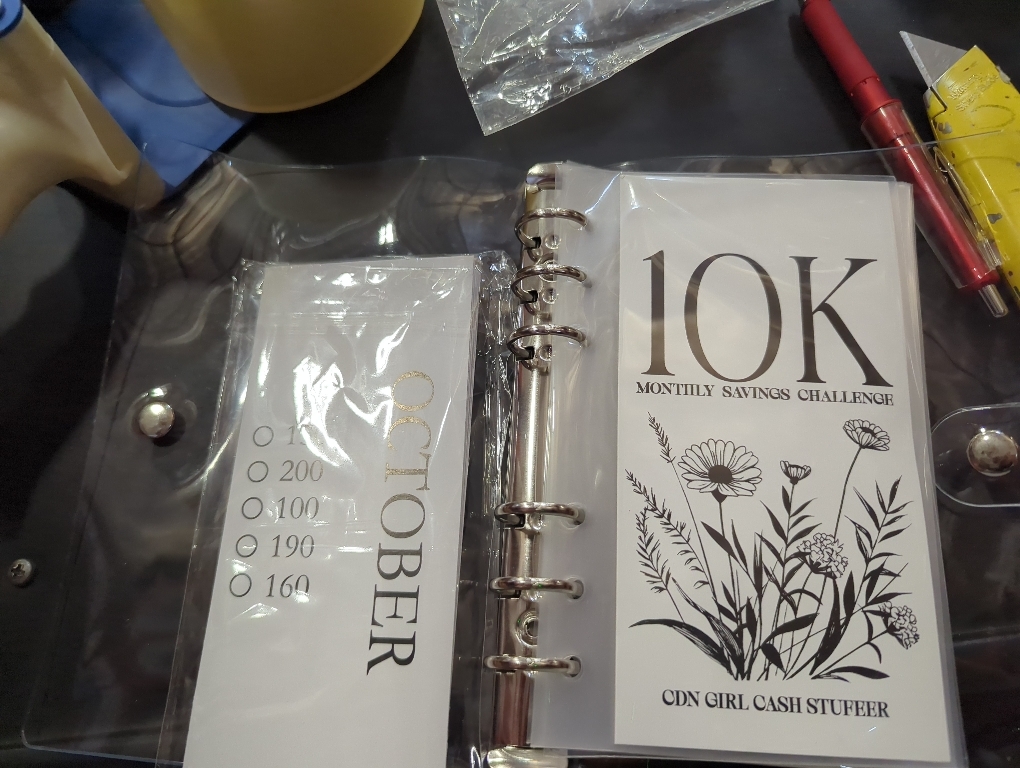 OCTOBER
200
100
190
160
10K
MONTHLY SAVINGS CHALLENGE
CDN GIRL CASH STUFEER